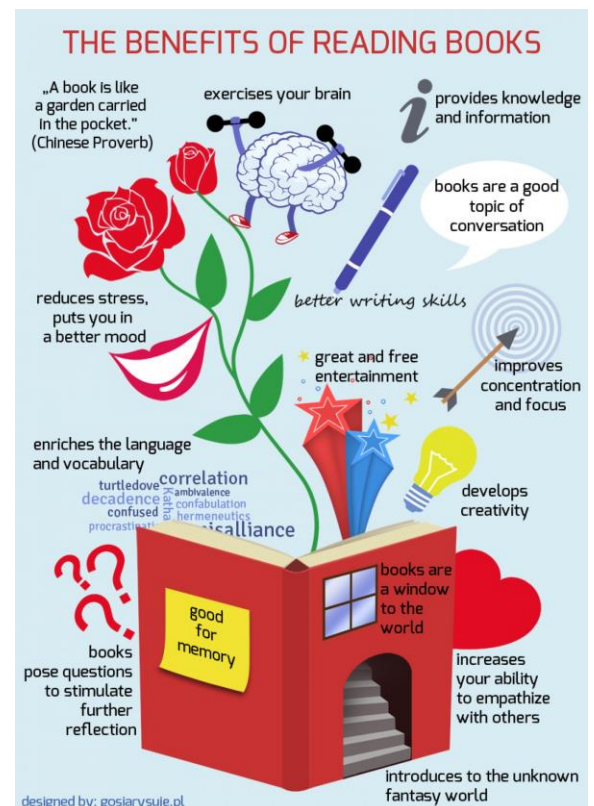 THE BENEFITS OF READING BOOKS
„A book is like
a garden carried
in the pocket.”
(Chinese Proverb)
exercises your brain
provides knowledge
and information
books are a good
topic of
conversation
reduces stress,
puts you in
a better mood
better writing skills
great and free
entertainment
improves
concentration
and focus
enriches the language
and vocabulary
correlation
turtledove
ambivalence
decadence
confabulation
confused
hermeneutics
develops
creativity
books are
a window
to the
world
good
for
memory
books
pose questions
to stimulate
further
reflection
increases
your ability
to empathize
with others
introduces to the unknown
fantasy world
designed by: gosiarysuje.pl